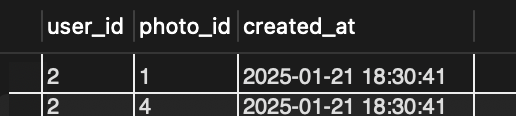 user_id photo_id created_at
2 1 2025-01-21 18:30:41
2 4 2025-01-21 18:30:41